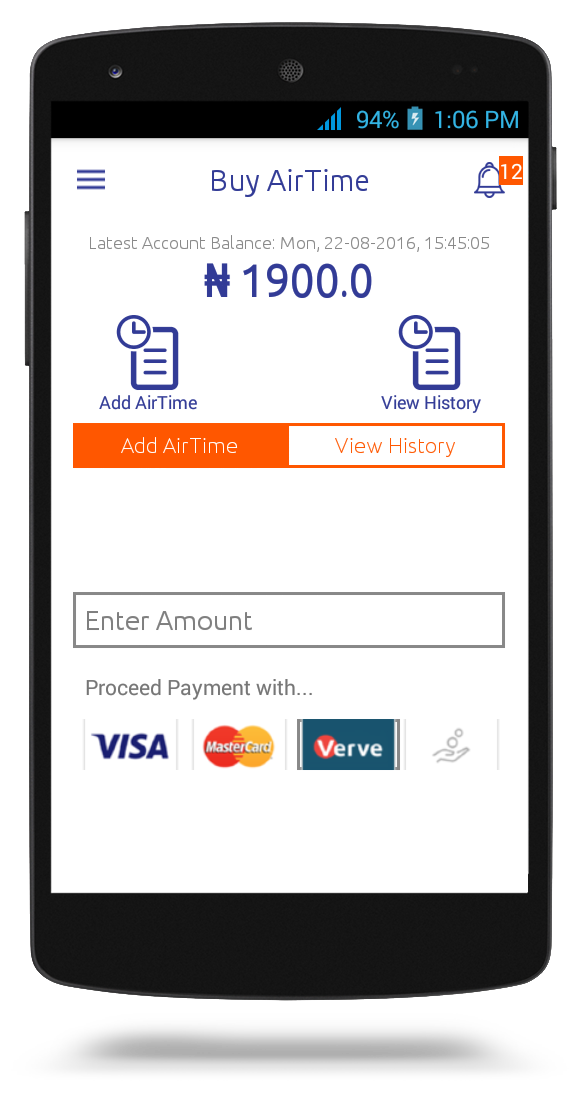 94% 1:06 PM
Buy AirTime
12
Latest Account Balance: Mon, 22-08-2016, 15:45:05
₦ 1900.0
Add AirTime View History
Add AirTime View History
Enter Amount
Proceed Payment with...
VISA MasterCard Verve